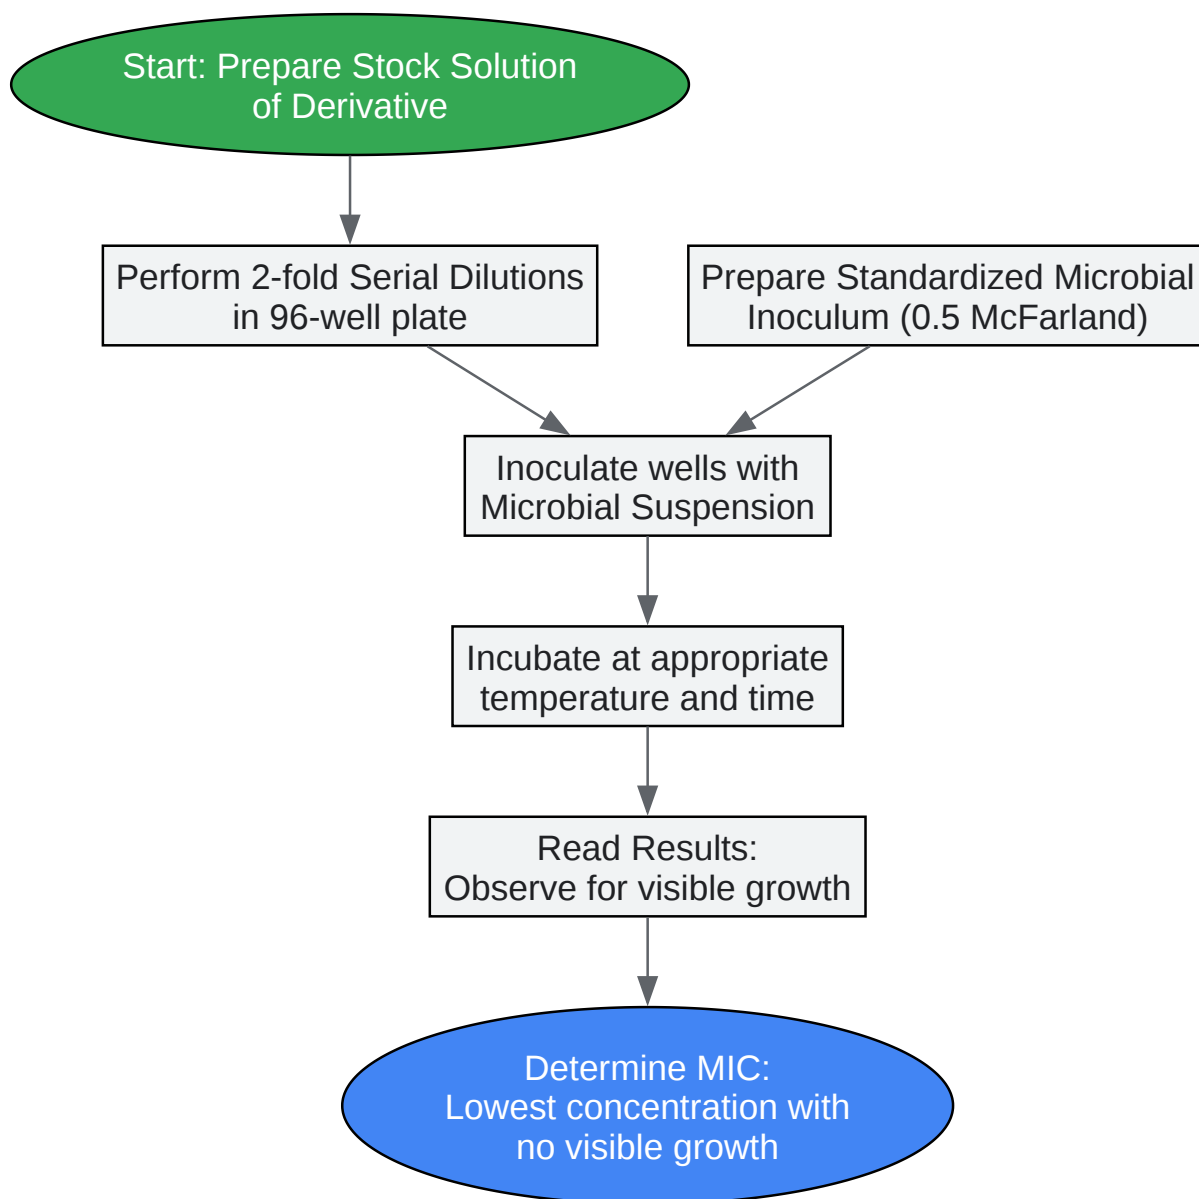 Start: Prepare Stock Solution
of Derivative
Perform 2-fold Serial Dilutions
in 96-well plate
Prepare Standardized Microbial
Inoculum (0.5 McFarland)
Inoculate wells with
Microbial Suspension
Incubate at appropriate
temperature and time
Read Results:
Observe for visible growth
Determine MIC:
Lowest concentration with
no visible growth